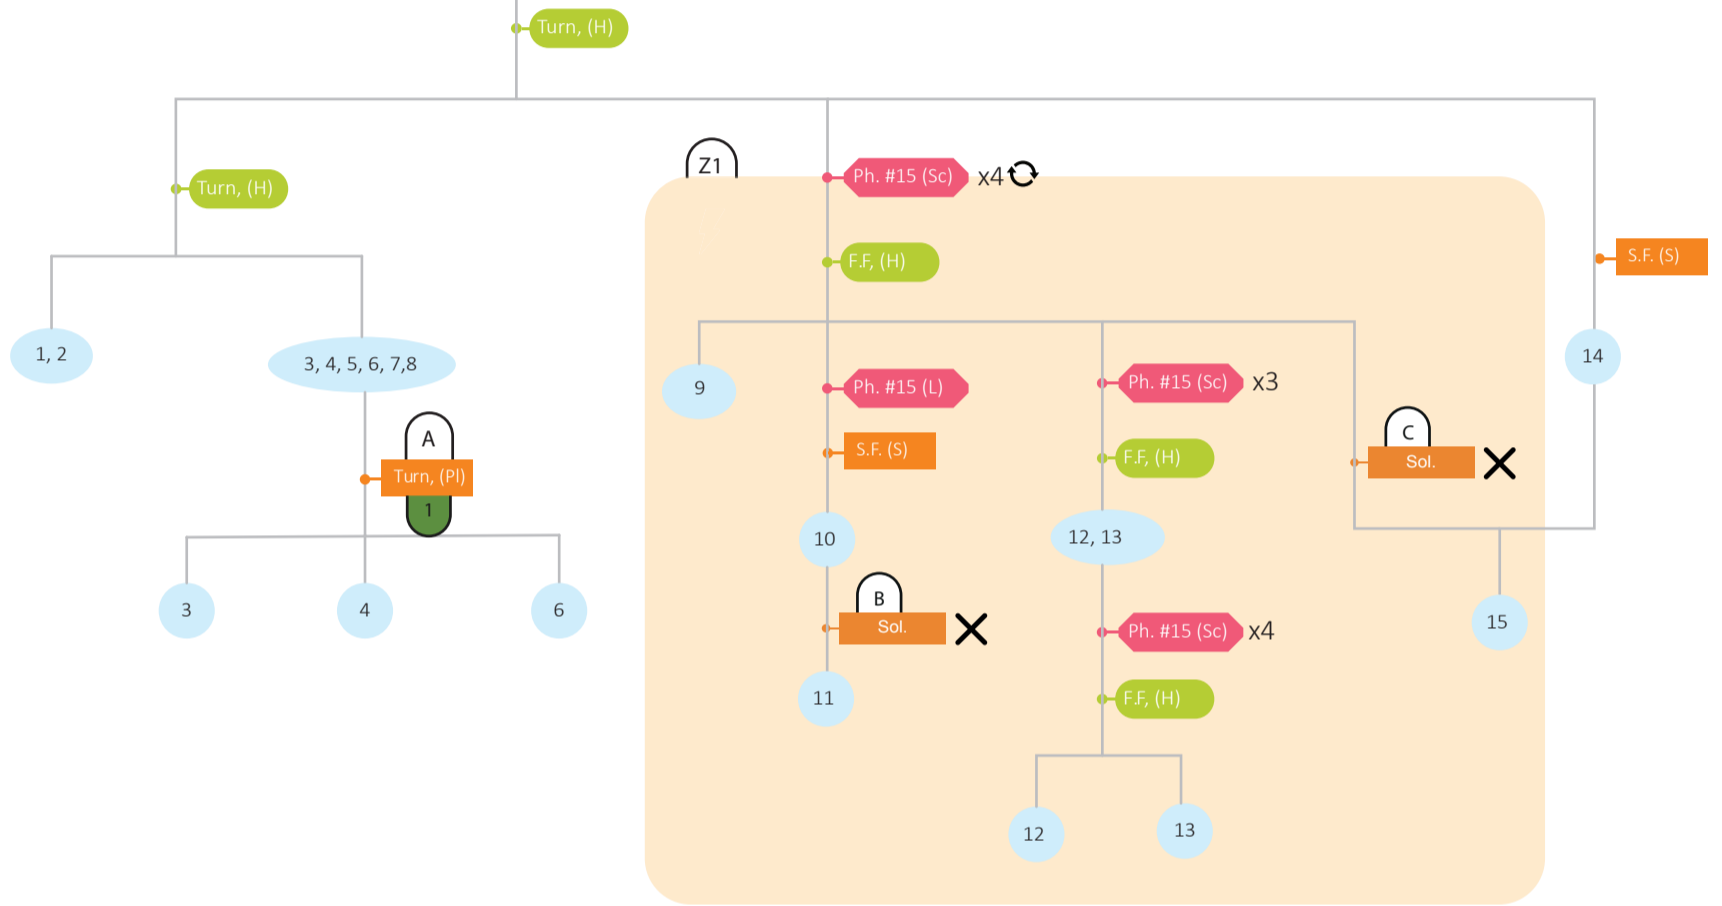 Turn, (H)
Z1
Ph. #15 (Sc) x4
Turn, (H)
F.F, (H)
S.F. (S)
1, 2
3, 4, 5, 6, 7,8
9
Ph. #15 (L)
Ph. #15 (Sc) x3
14
A
Turn, (Pl)
1
S.F. (S)
F.F, (H)
C
Sol.
10
12, 13
3
4
6
B
Sol.
Ph. #15 (Sc) x4
15
11
F.F, (H)
12
13